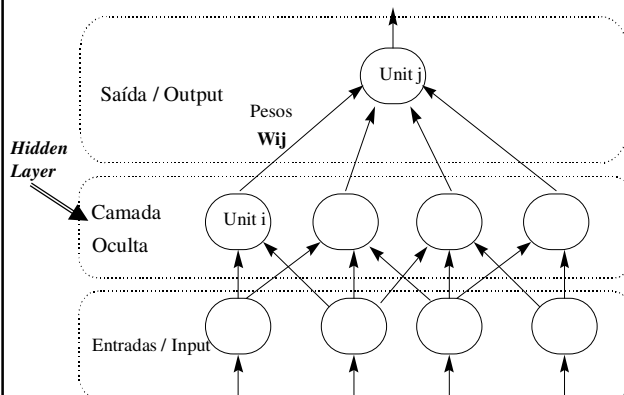 Unit j
Saída / Output
Pesos
Wij
Hidden
Layer
Camada
Oculta
Unit i
Entradas / Input